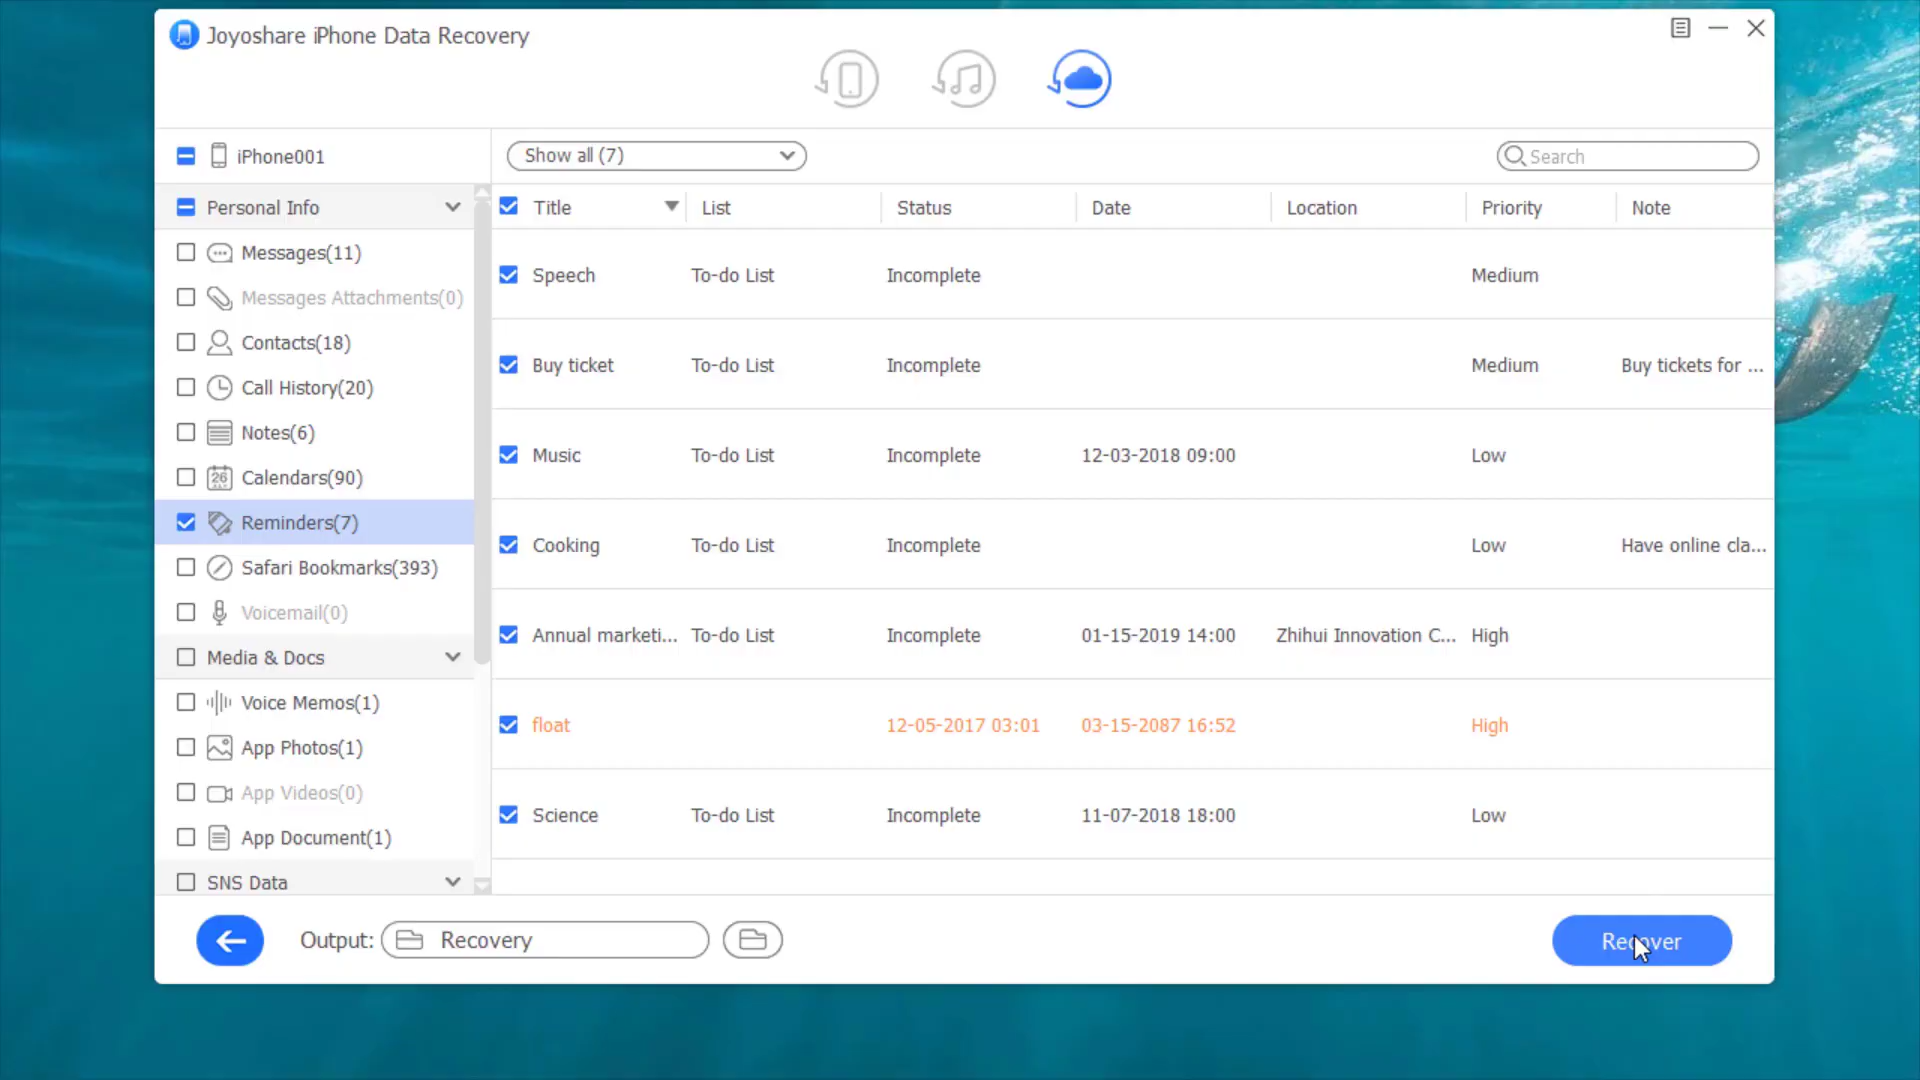 Joyoshare iPhone Data Recovery
iPhone001
Show all (7)
Search
Personal Info
Title List Status Date Location Priority Note
Messages(11)
Speech To-do List Incomplete Medium
Messages Attachments(0)
Contacts(18)
Buy ticket To-do List Incomplete Medium Buy tickets for ...
Call History(20)
Notes(6)
Music To-do List Incomplete 12-03-2018 09:00 Low
26
Calendars(90)
Reminders(7)
Cooking To-do List Incomplete Low Have online cla...
Safari Bookmarks(393)
Voicemail(0)
Annual marketi... To-do List Incomplete 01-15-2019 14:00 Zhihui Innovation C... High
Media & Docs
Voice Memos(1)
float 12-05-2017 03:01 03-15-2087 16:52 High
App Photos(1)
App Videos(0)
Science To-do List Incomplete 11-07-2018 18:00 Low
App Document(1)
SNS Data
Output: Recovery
Recover